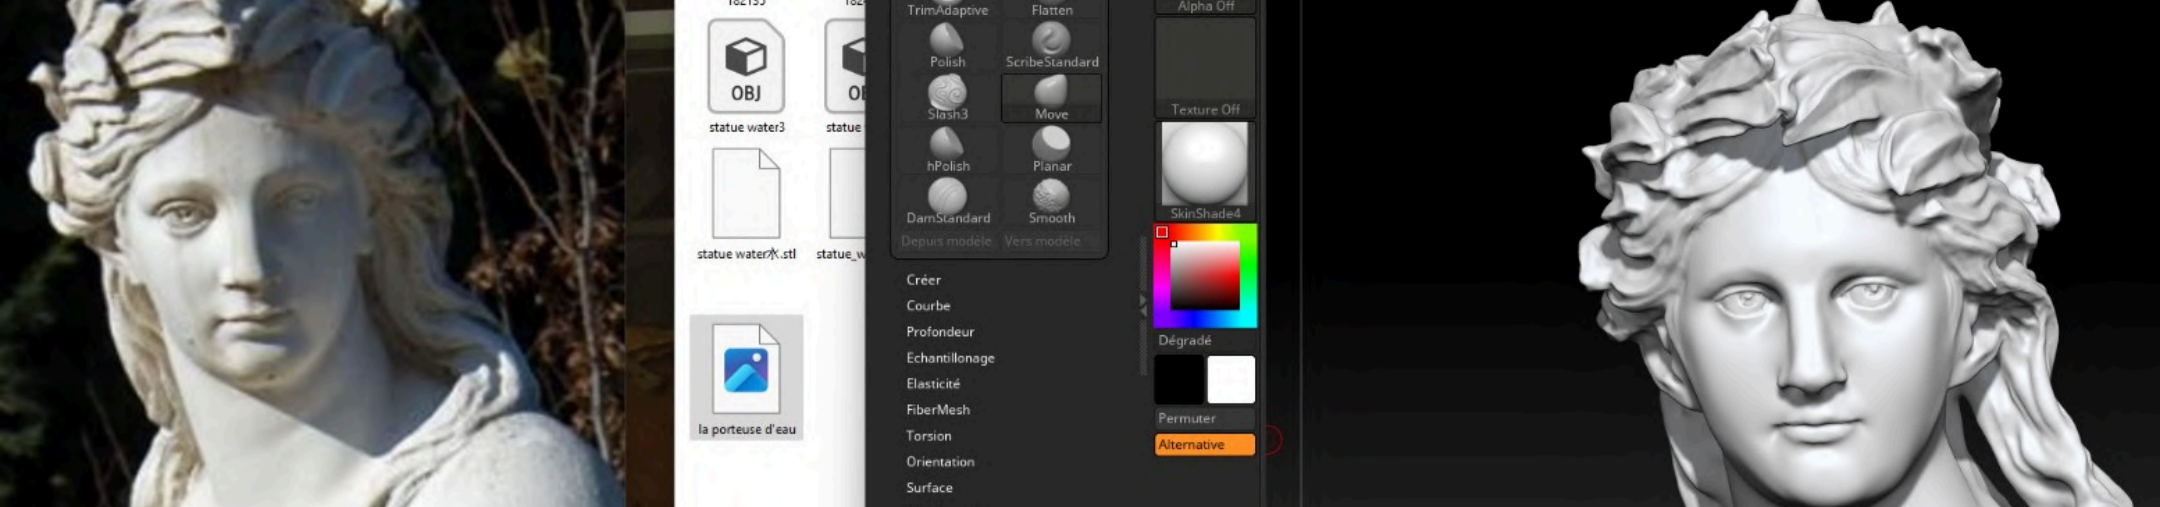 OBJ
statue water3
statue
statue water水.stl
statue_w
la porteuse d'eau
TrimAdaptive
Flatten
Polish
ScribeStandard
Slash3
Move
hPolish
Planar
DamStandard
Smooth
Depuis modèle
Vers modèle
Créer
Courbe
Profondeur
Echantillonage
Elasticité
FiberMesh
Torsion
Orientation
Surface
Alpha Off
Texture Off
SkinShade4
Dégradé
Permuter
Alternative